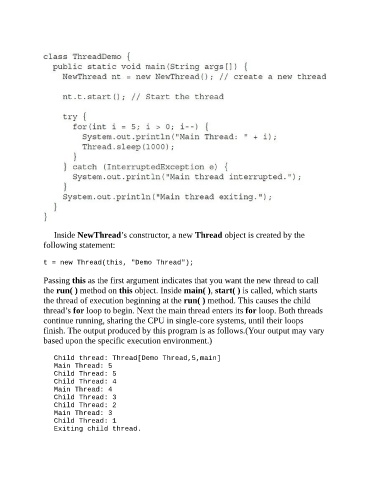 class ThreadDemo {
public static void main(String args[]) {
NewThread nt = new NewThread(); // create a new thread
nt.t.start(); // Start the thread
try {
for(int i = 5; i > 0; i--) {
System.out.println("Main Thread: " + i);
Thread.sleep(1000);
}
} catch (InterruptedException e) {
System.out.println("Main thread interrupted.");
}
System.out.println("Main thread exiting.");
}
}
Inside NewThread's constructor, a new Thread object is created by the
following statement:
t = new Thread(this, "Demo Thread");
Passing this as the first argument indicates that you want the new thread to call
the run( ) method on this object. Inside main( ), start( ) is called, which starts
the thread of execution beginning at the run( ) method. This causes the child
thread's for loop to begin. Next the main thread enters its for loop. Both threads
continue running, sharing the CPU in single-core systems, until their loops
finish. The output produced by this program is as follows.(Your output may vary
based upon the specific execution environment.)
Child thread: Thread[Demo Thread,5,main]
Main Thread: 5
Child Thread: 5
Child Thread: 4
Main Thread: 4
Child Thread: 3
Child Thread: 2
Main Thread: 3
Child Thread: 1
Exiting child thread.